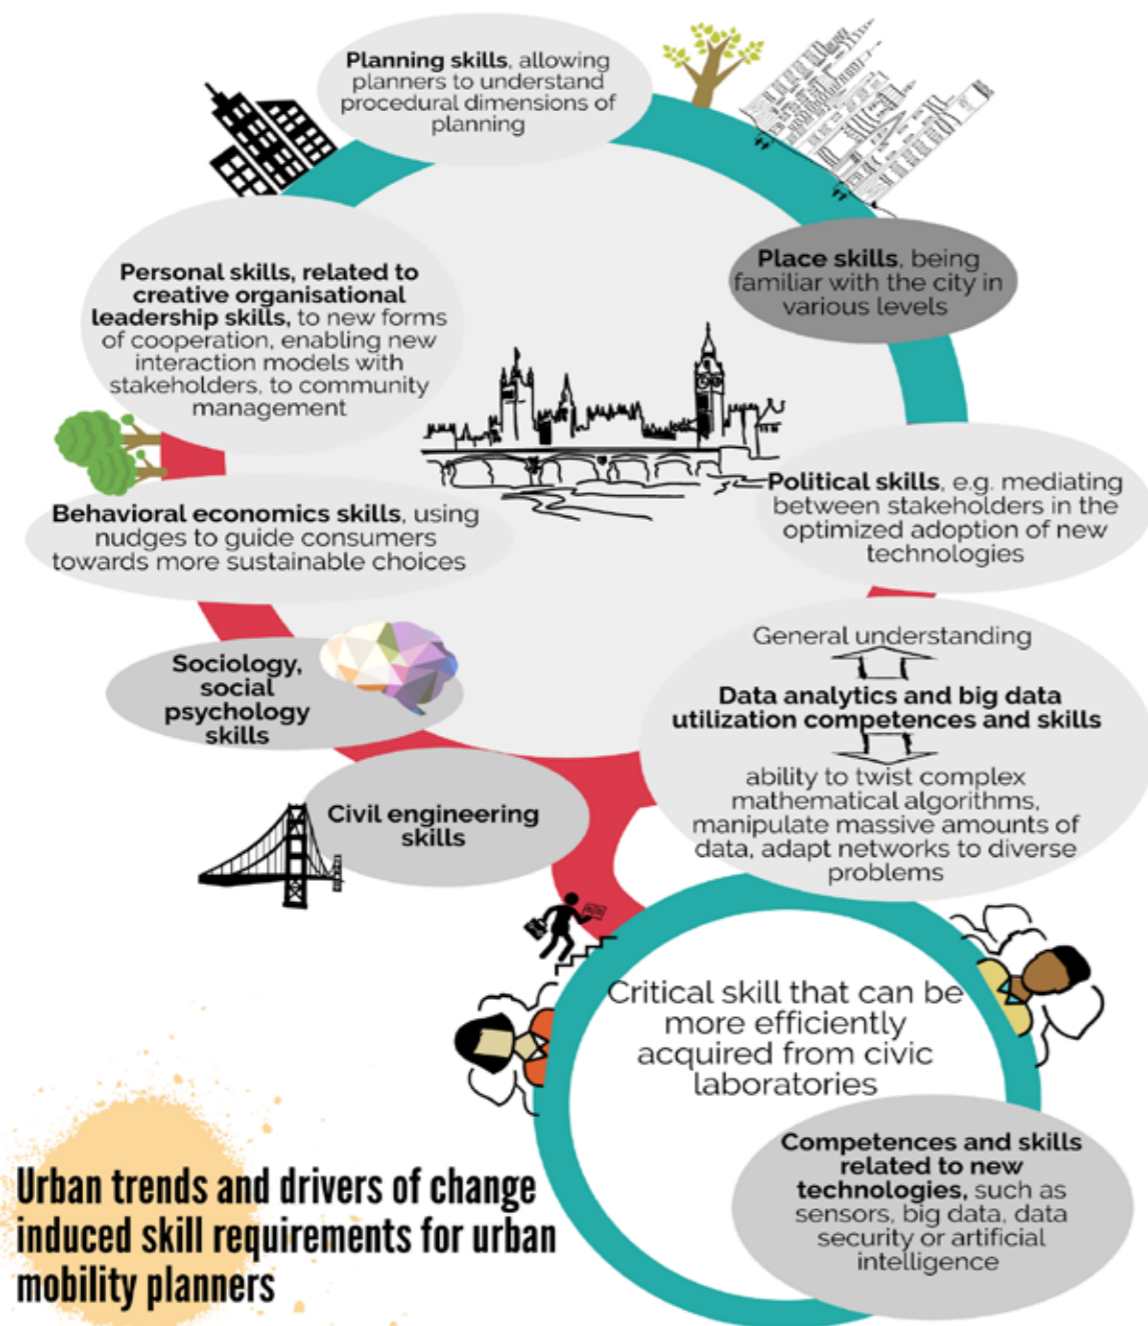 Planning skills, allowing
planners to understand
procedural dimensions of
planning
Place skills, being
familiar with the city in
various levels
Personal skills, related to
creative organisational
leadership skills, to new forms
of cooperation, enabling new
interaction models with
stakeholders, to community
management
Political skills, e.g. mediating
between stakeholders in the
optimized adoption of new
technologies
Behavioral economics skills, using
nudges to guide consumers
towards more sustainable choices
General understanding
Data analytics and big data
utilization competences and skills
ability to twist complex
mathematical algorithms,
manipulate massive amounts of
data, adapt networks to diverse
problems
Sociology,
social
psychology
skills
Civil engineering
skills
Critical skill that can be
more efficiently
acquired from civic
laboratories
Competences and skills
related to new
technologies, such as
sensors, big data, data
security or artificial
intelligence
Urban trends and drivers of change
induced skill requirements for urban
mobility planners